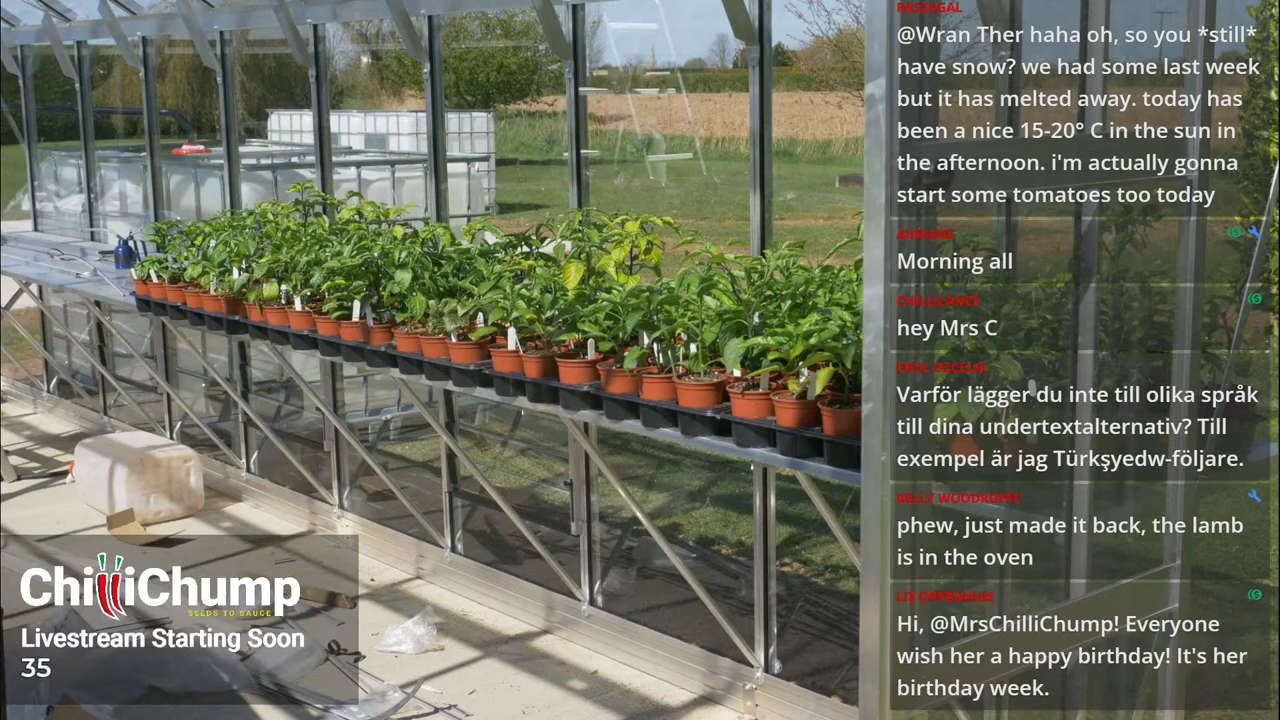 RASZAGAL
@Wran Ther haha oh, so you *still*
have snow? we had some last week
but it has melted away. today has
been a nice 15-20° C in the sun in
the afternoon. i'm actually gonna
start some tomatoes too today
ADRIANS
Morning all
CHILLILANCE
hey Mrs C
EROL OZCELIK
Varför lägger du inte till olika språk
till dina undertextalternativ? Till
exempel är jag Türkşyedw-följare.
KELLY WOODROFFE
phew, just made it back, the lamb
is in the oven
LIZ OPPENHUIS
Hi, @MrsChilliChump! Everyone
wish her a happy birthday! It's her
birthday week.
ChilliChump
SEEDS TO SAUCE
Livestream Starting Soon
35